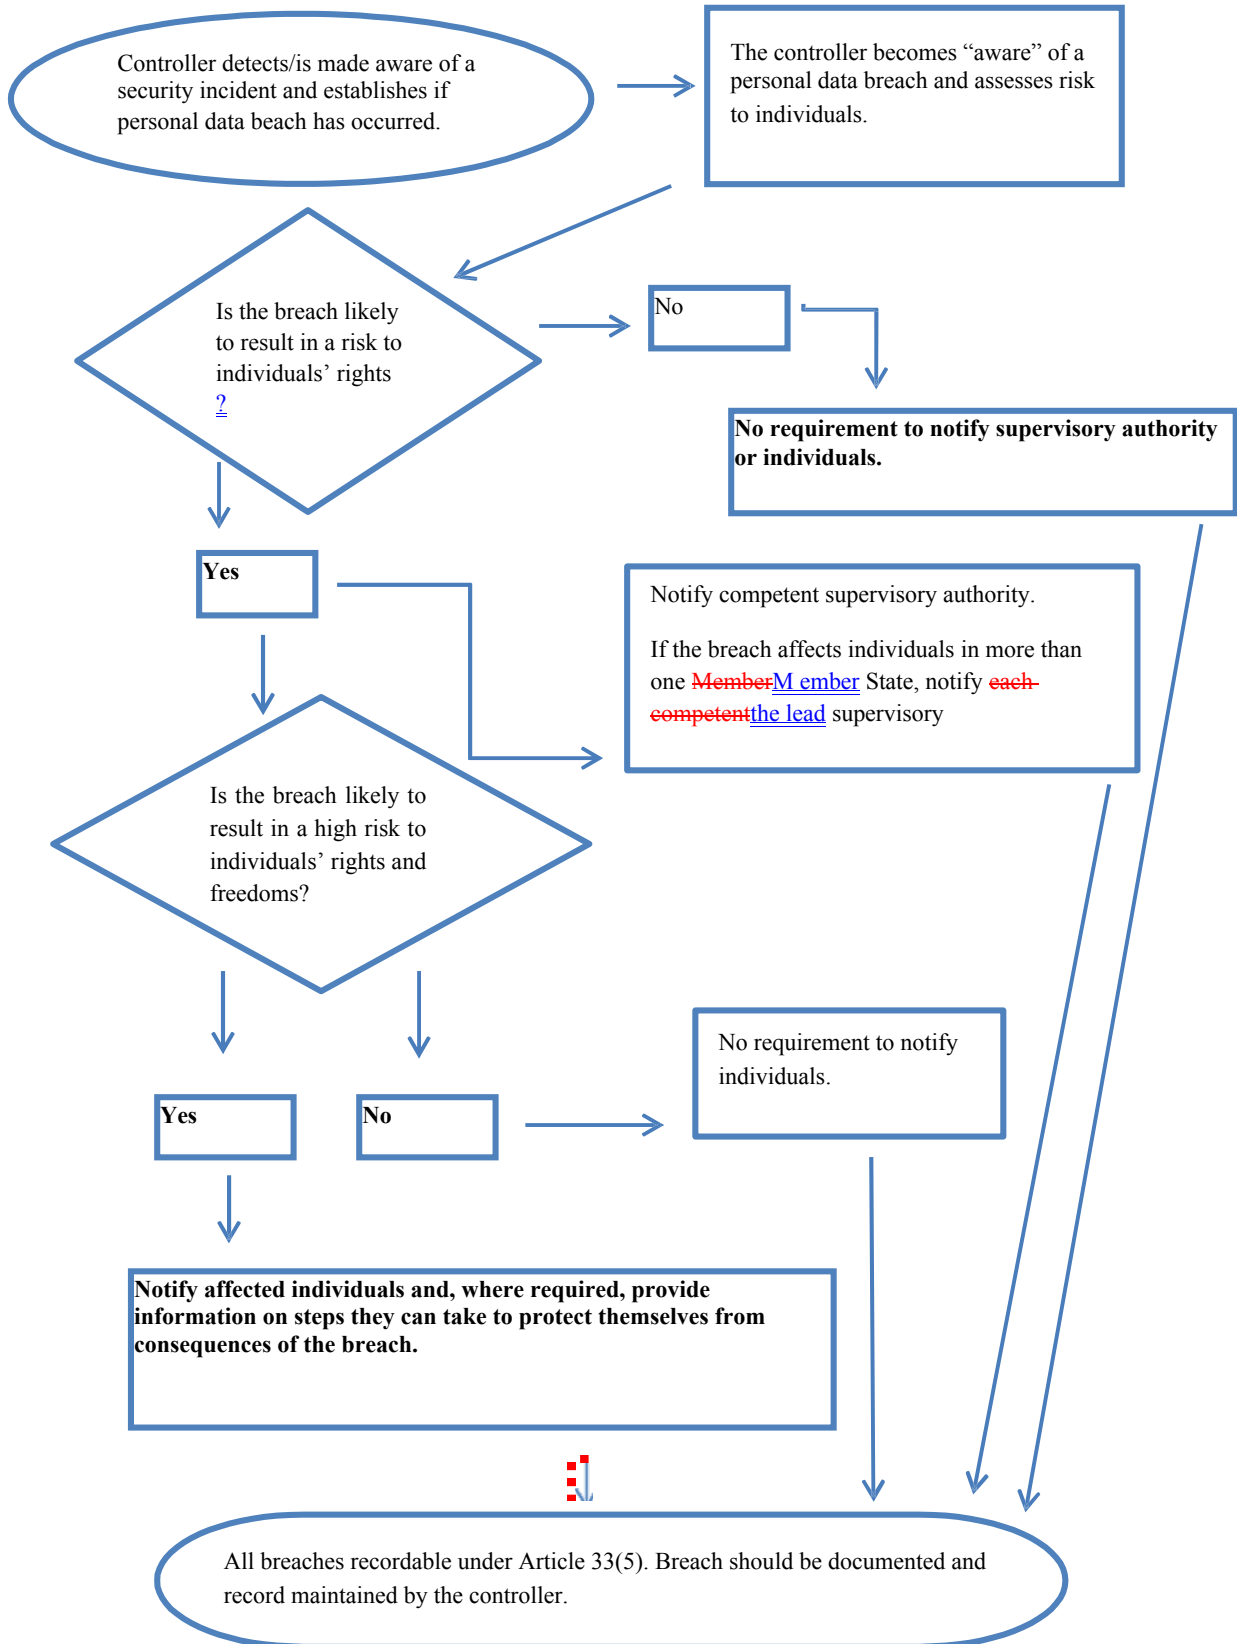 Controller detects/is made aware of a
security incident and establishes if
personal data beach has occurred.
The controller becomes “aware” of a
personal data breach and assesses risk
to individuals.
Is the breach likely
to result in a risk to
individuals’ rights
?
No
No requirement to notify supervisory authority
or individuals.
Yes
Notify competent supervisory authority.
If the breach affects individuals in more than
one MemberM ember State, notify each
competentthe lead supervisory
Is the breach likely to
result in a high risk to
individuals’ rights and
freedoms?
No requirement to notify
individuals.
Yes
No
Notify affected individuals and, where required, provide
information on steps they can take to protect themselves from
consequences of the breach.
All breaches recordable under Article 33(5). Breach should be documented and
record maintained by the controller.